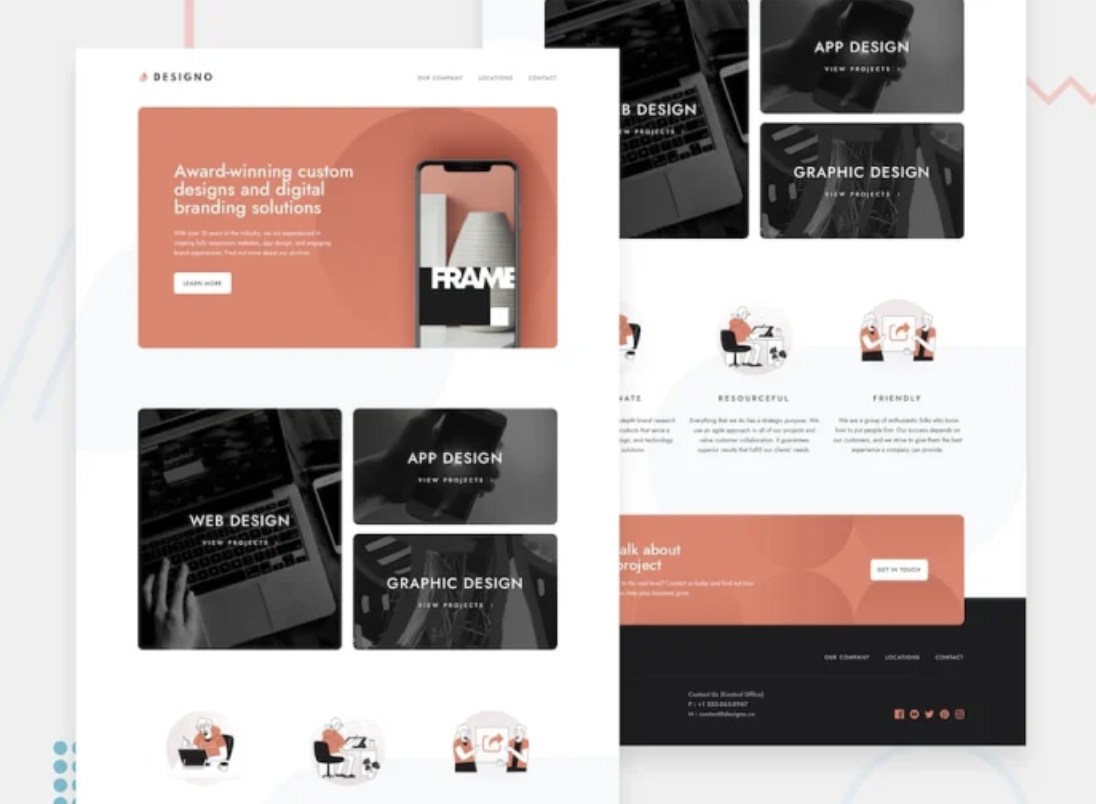 DESIGNO
OUR COMPANY LOCATIONS CONTACT
Award-winning custom
designs and digital
branding solutions
With over 10 years in the industry, we are experienced in
creating fully responsive websites, app design, and engaging
brand experiences. Find out more about our services.
LEARN MORE
FRAME
WEB DESIGN
VIEW PROJECTS
APP DESIGN
VIEW PROJECTS
GRAPHIC DESIGN
VIEW PROJECTS
B DESIGN
EW PROJECTS
APP DESIGN
VIEW PROJECTS
GRAPHIC DESIGN
VIEW PROJECTS
NATE
depth brand research
roducts that serve a
sign, and technology
solutions.
RESOURCEFUL
Everything that we do has a strategic purpose. We
use an agile approach in all of our projects and
value customer collaboration. It guarantees
superior results that fulfill our clients' needs.
FRIENDLY
We are a group of enthusiastic folks who know
how to put people first. Our success depends on
our customers, and we strive to give them the best
experience a company can provide.
alk about
project
to the next level? Contact us today and find out how
help your business grow.
GET IN TOUCH
OUR COMPANY LOCATIONS CONTACT
Contact Us (Central Office)
P : +1 253-863-8967
M : contact@designo.co